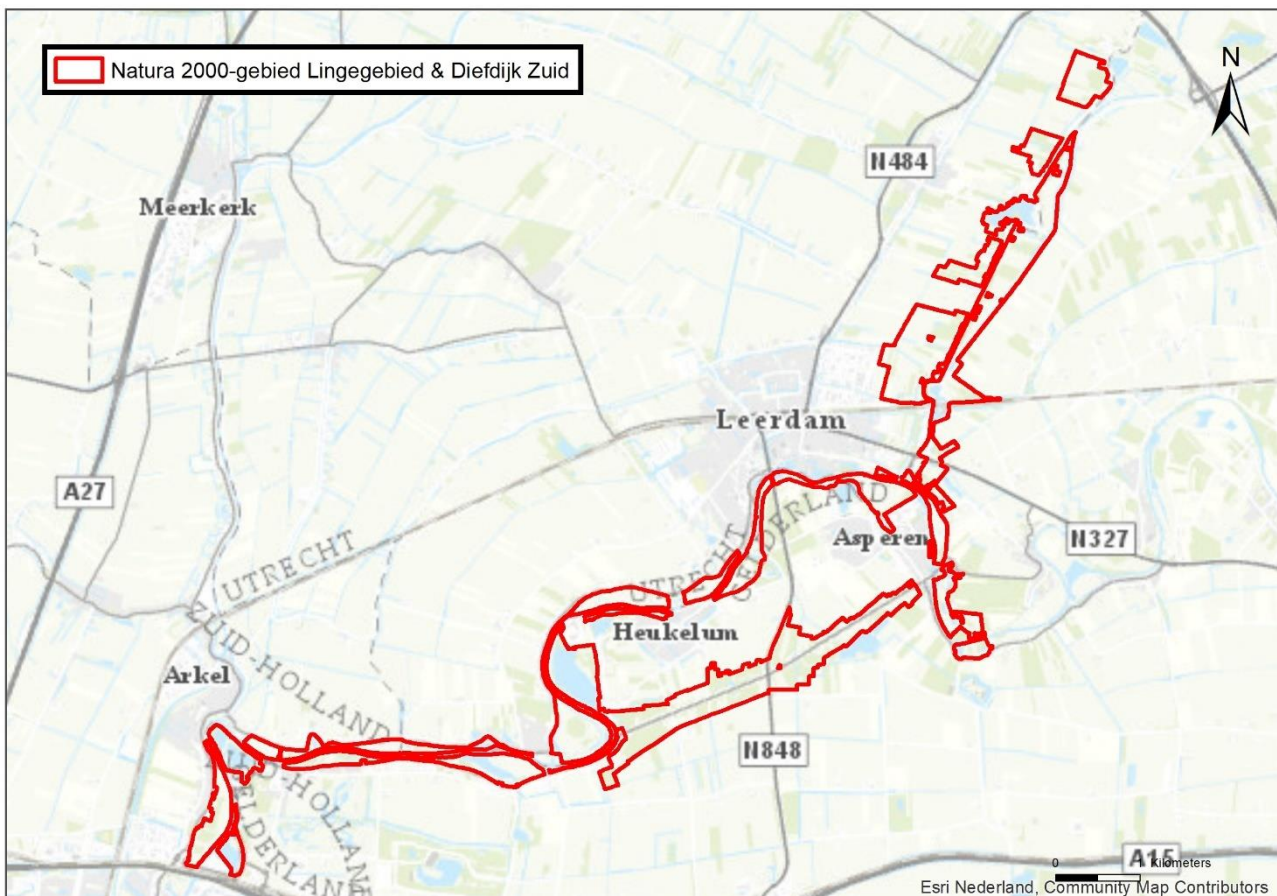 Natura 2000-gebied Lingegebied & Diefdijk Zuid
N
N484
Meerkerk
Leerdam
A27
GELDERLAND
Asperen
N327
UTRECHT
UTRECHT
ZUID-HOLLAND
Heukelum
Arkel
N848
ZUID-HOLLAND
GELDERLAND
A15
0 1 Kilometers
Esri Nederland, Community Map Contributors